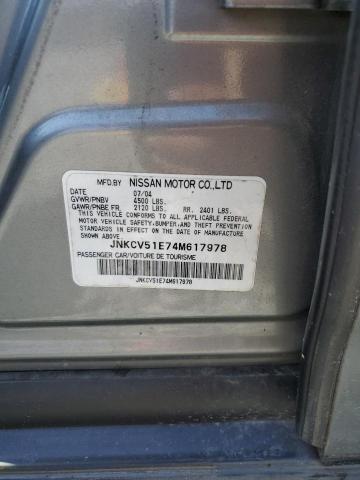 MFD.BY NISSAN MOTOR CO.,LTD
DATE 07/04
GVWR/PNBV 4500 LBS.
GAWR/PNBE FR. 2120 LBS. RR. 2401 LBS.
THIS VEHICLE CONFORMS TO ALL APPLICABLE FEDERAL
MOTOR VEHICLE SAFETY,BUMPER,AND THEFT PREVENTION
STANDARDS IN EFFECT ON THE DATE OF MANUFACTURE
SHOWN ABOVE.
JNKCV51E74M617978
PASSENGER CAR/VOITURE DE TOURISME
JNKCV51E74M617978